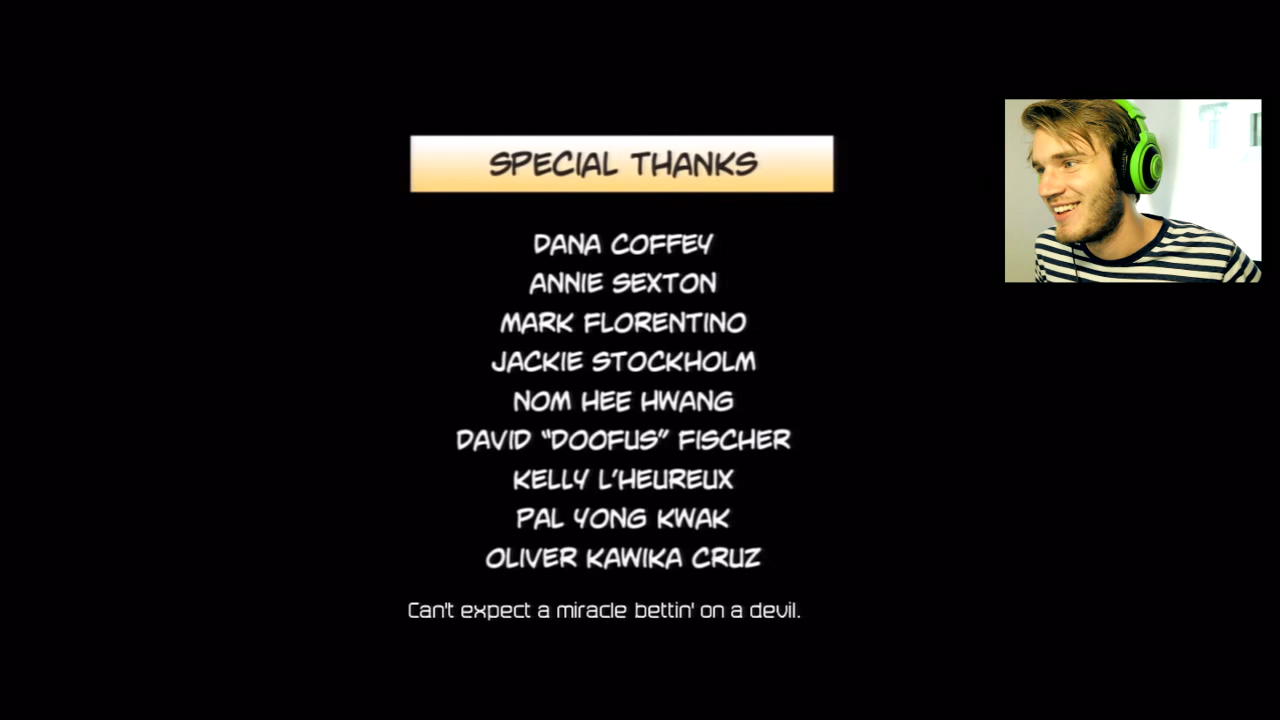 SPECIAL THANKS
DANA COFFEY
ANNIE SEXTON
MARK FLORENTINO
JACKIE STOCKHOLM
NOM HEE HWANG
DAVID "DOOFUS" FISCHER
KELLY L'HEUREUX
PAL YONG KWAK
OLIVER KAWIKA CRUZ
Can't expect a miracle bettin' on a devil.